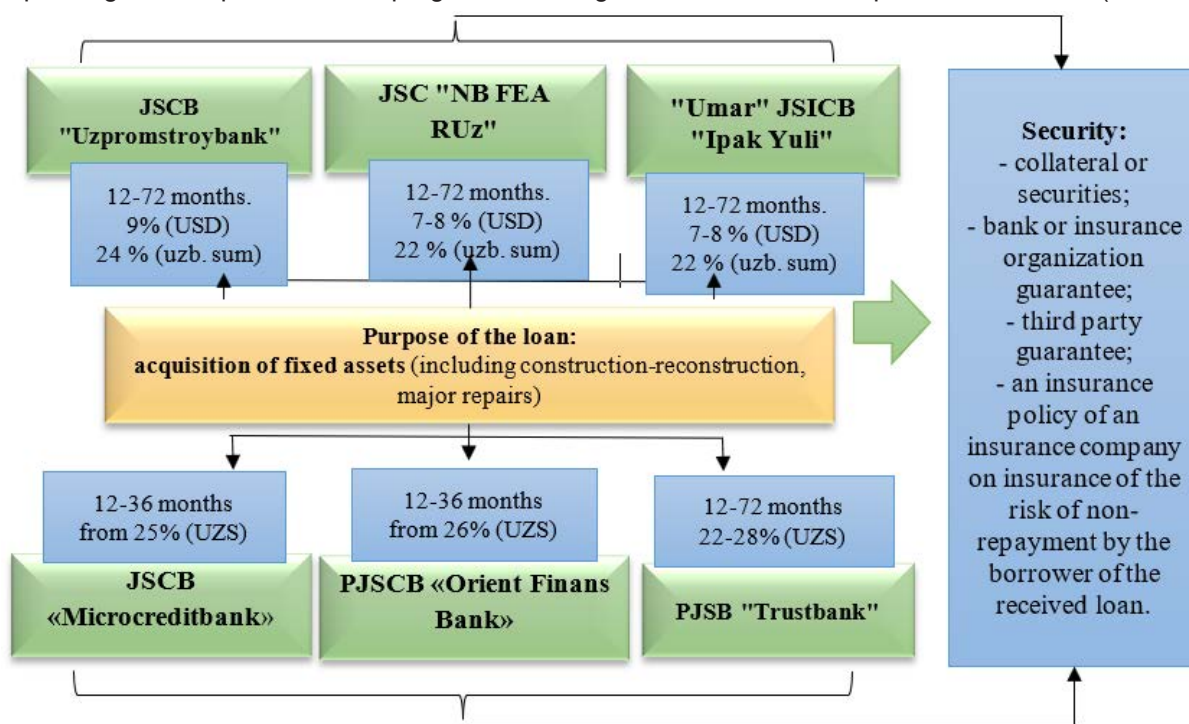 JSCB
"Uzpromstroybank"
JSC "NB FEA
RUz"
"Umar" JSICB
"Ipak Yuli"
12-72 months.
9% (USD)
24 % (uzb. sum)
12-72 months.
7-8 % (USD)
22 % (uzb. sum)
12-72 months.
7-8 % (USD)
22 % (uzb. sum)
Purpose of the loan:
acquisition of fixed assets (including construction-reconstruction,
major repairs)
12-36 months
from 25% (UZS)
12-36 months
from 26% (UZS)
12-72 months
22-28% (UZS)
JSCB
«Microcreditbank»
PJSCB «Orient Finans
Bank»
PJSB "Trustbank"
Security:
- collateral or
securities;
- bank or insurance
organization
guarantee;
- third party
guarantee;
- an insurance
policy of an
insurance company
on insurance of the
risk of non-
repayment by the
borrower of the
received loan.